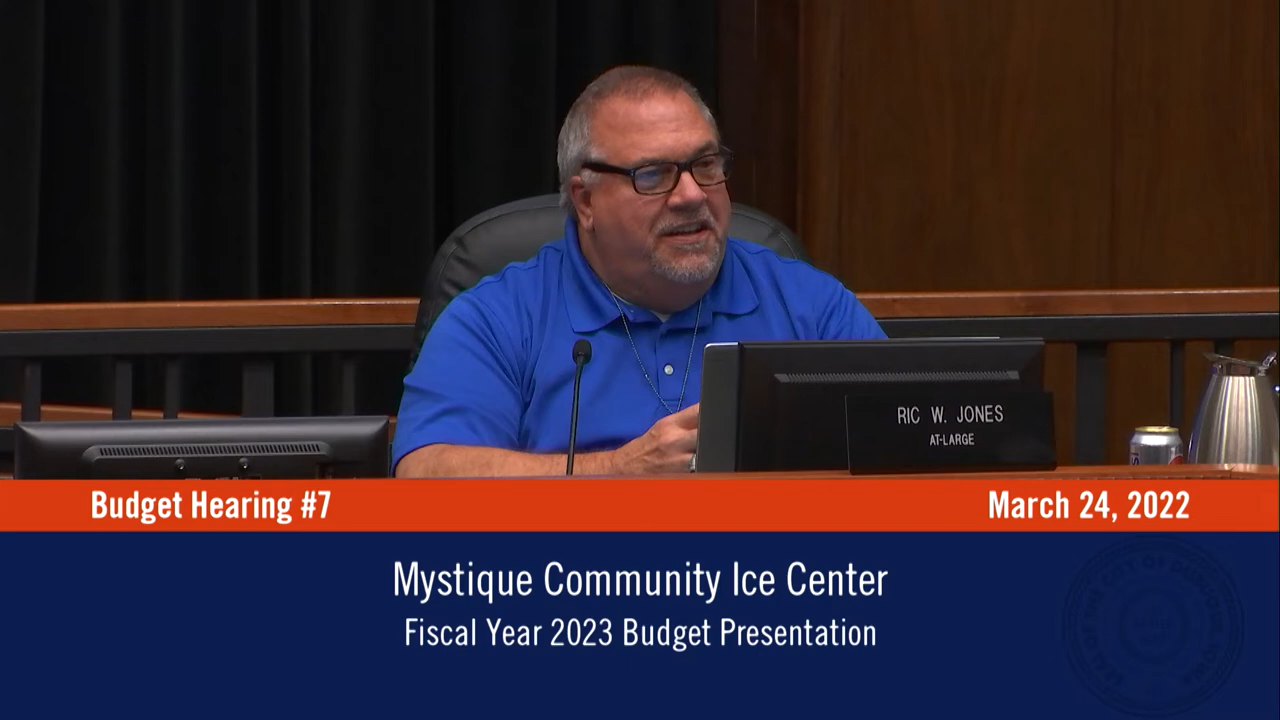 RIC W. JONES
AT-LARGE
Budget Hearing #7
March 24, 2022
Mystique Community Ice Center
Fiscal Year 2023 Budget Presentation